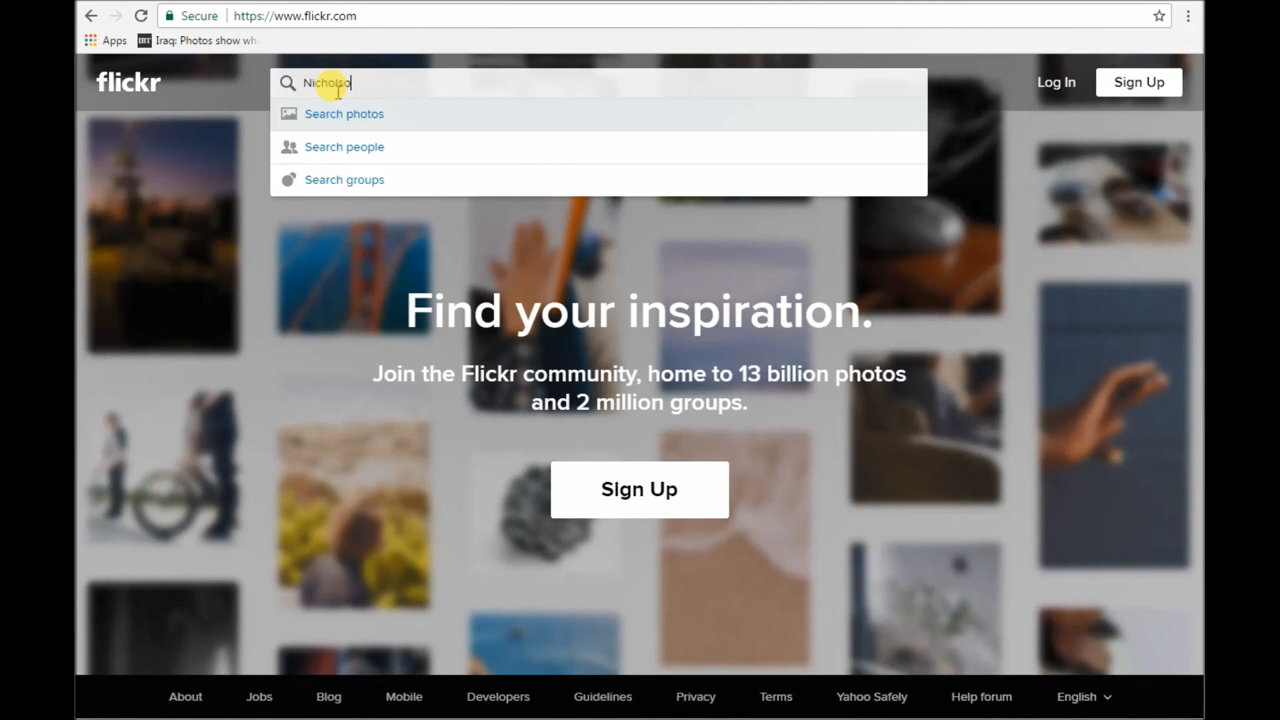 Secure https://www.flickr.com
Apps IBT Iraq: Photos show wh
flickr
Nicholso
Log In
Sign Up
Search photos
Search people
Search groups
Find your inspiration.
Join the Flickr community, home to 13 billion photos
and 2 million groups.
Sign Up
About Jobs Blog Mobile Developers Guidelines Privacy Terms Yahoo Safely Help forum English